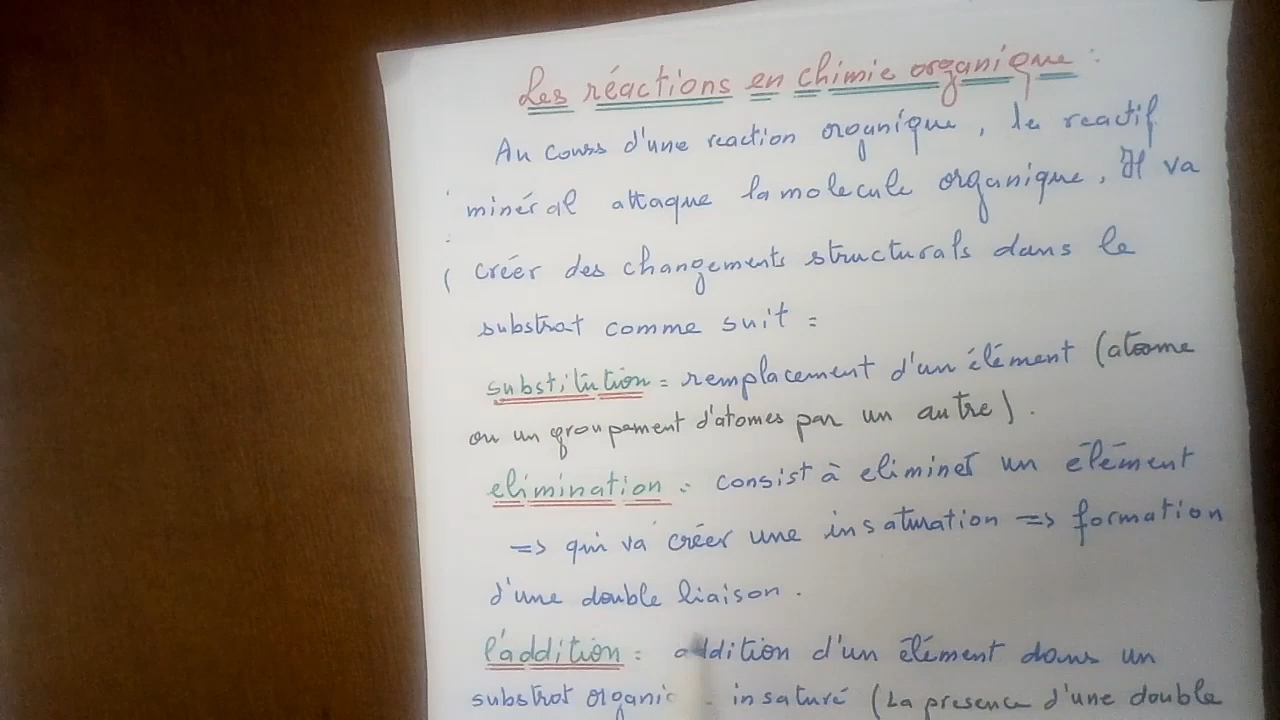 Les réactions en chimie organique :
Au cours d'une reaction organique, le reactif
minéral attaque la molecule organique, Il va
créer des changements structurals dans le
substrat comme suit :
substitution : remplacement d'un élément (atome
ou un groupement d'atomes par un autre).
elimination : consist à eliminer un élément
=> qui va créer une insaturation => formation
d'une double liaison.
l'addition : addition d'un élément dans un
substrat insaturé (La presence d'une double